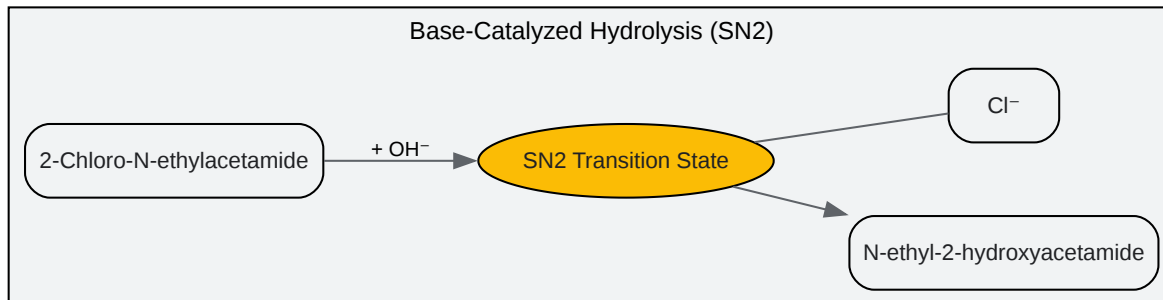 Base-Catalyzed Hydrolysis (SN2)
2-Chloro-N-ethylacetamide
+ OH⁻
SN2 Transition State
Cl⁻
N-ethyl-2-hydroxyacetamide